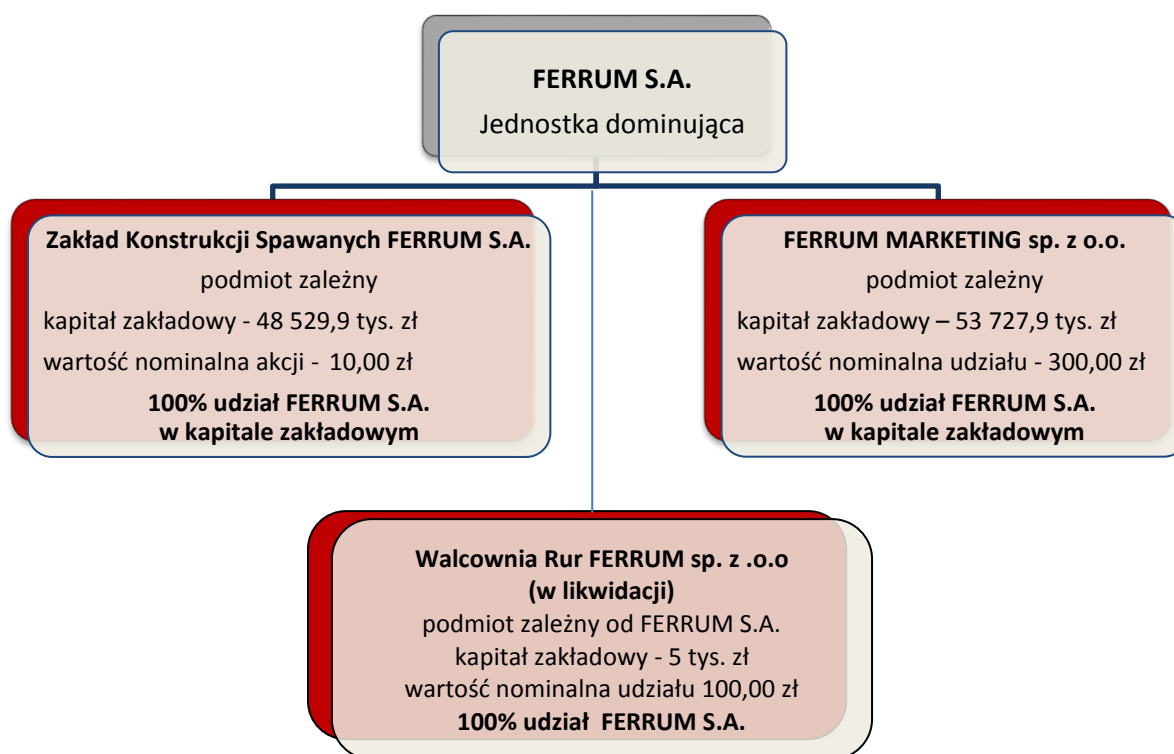 FERRUM S.A.
Jednostka dominująca
Zakład Konstrukcji Spawanych FERRUM S.A.
podmiot zależny
kapitał zakładowy - 48 529,9 tys. zł
wartość nominalna akcji - 10,00 zł
100% udział FERRUM S.A.
w kapitale zakładowym
FERRUM MARKETING sp. z o.o.
podmiot zależny
kapitał zakładowy – 53 727,9 tys. zł
wartość nominalna udziału - 300,00 zł
100% udział FERRUM S.A.
w kapitale zakładowym
Walcownia Rur FERRUM sp. z .o.o
(w likwidacji)
podmiot zależny od FERRUM S.A.
kapitał zakładowy - 5 tys. zł
wartość nominalna udziału 100,00 zł
100% udział FERRUM S.A.